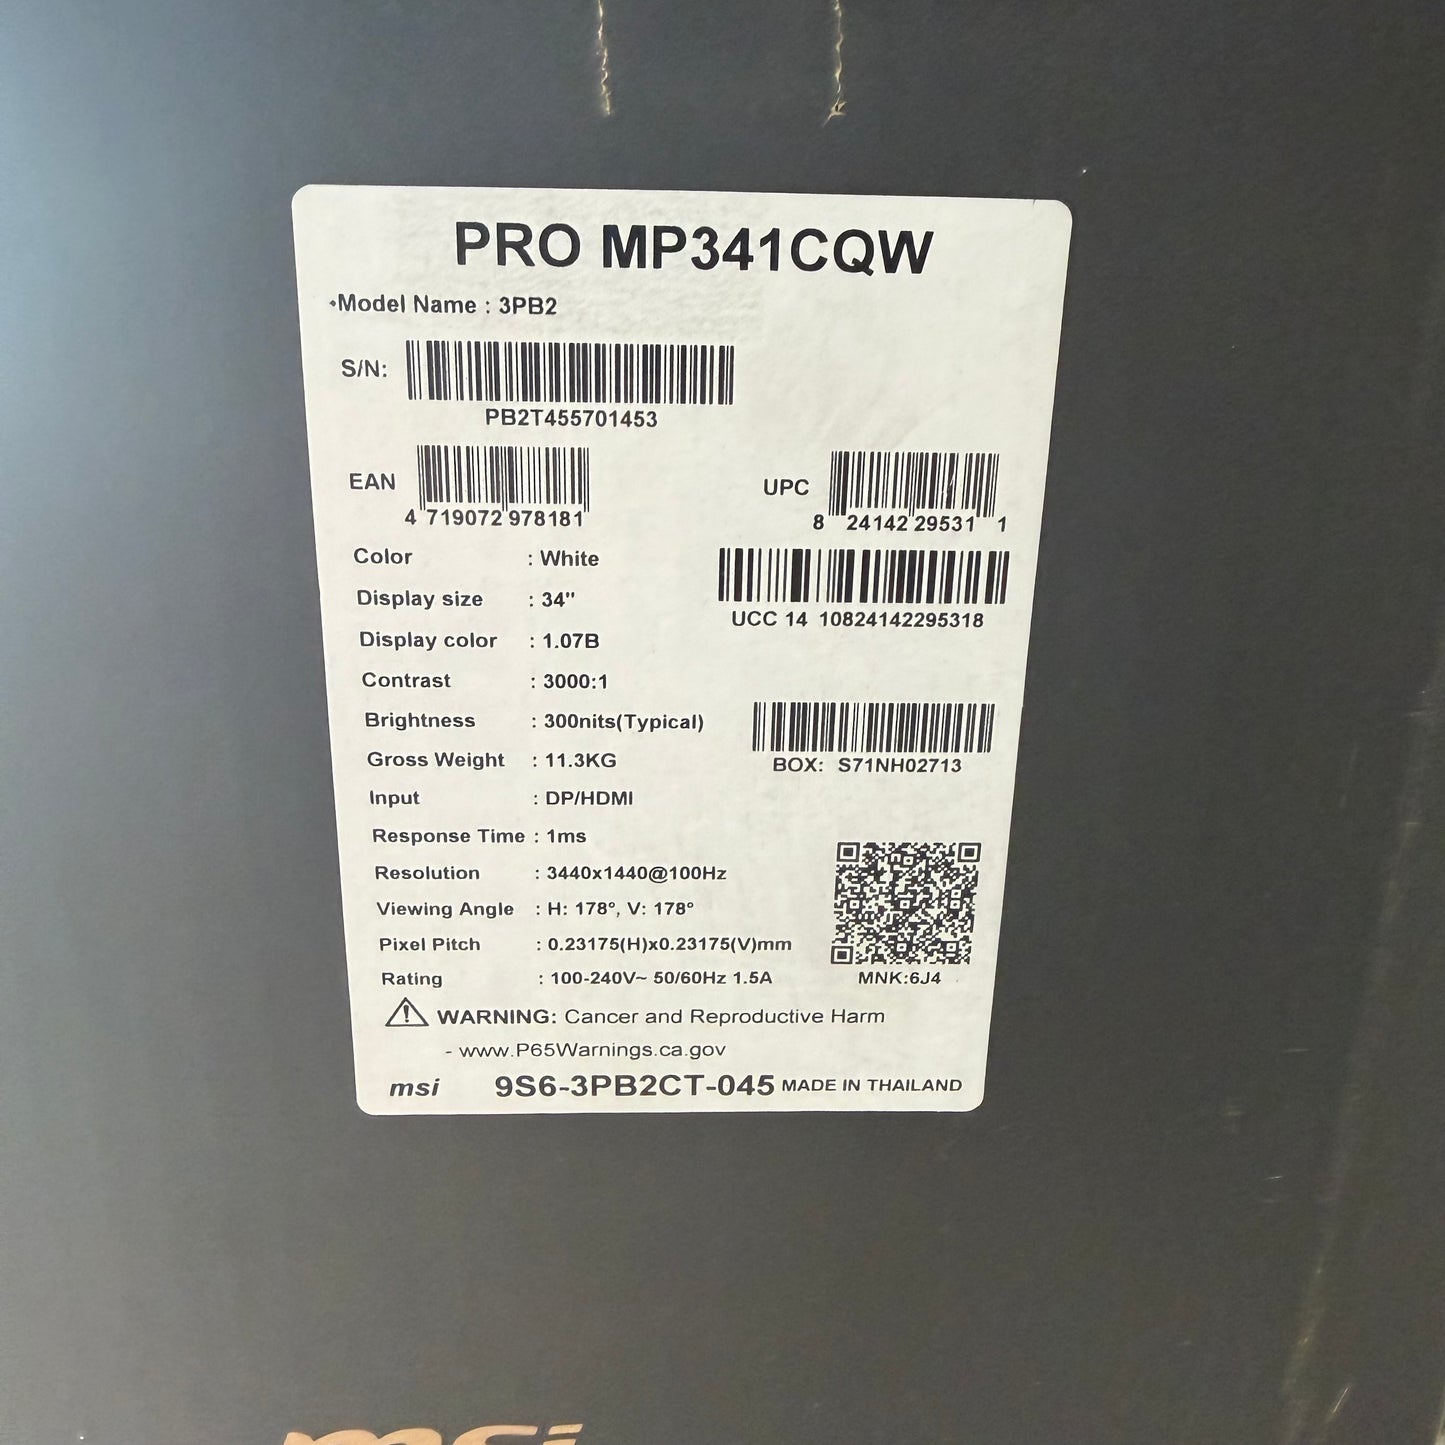 PRO MP341CQW
•Model Name : 3PB2
S/N:
PB2T455701453
EAN
4 719072 978181
UPC
8 24142 29531 1
Color : White
UCC 14 10824142295318
Display size : 34"
Display color : 1.07B
Contrast : 3000:1
Brightness : 300nits(Typical)
BOX: S71NH02713
Gross Weight : 11.3KG
Input : DP/HDMI
Response Time : 1ms
Resolution : 3440x1440@100Hz
Viewing Angle : H: 178°, V: 178°
Pixel Pitch : 0.23175(H)x0.23175(V)mm
Rating : 100-240V~ 50/60Hz 1.5A
MNK:6J4
WARNING: Cancer and Reproductive Harm
- www.P65Warnings.ca.gov
msi 9S6-3PB2CT-045 MADE IN THAILAND
msi